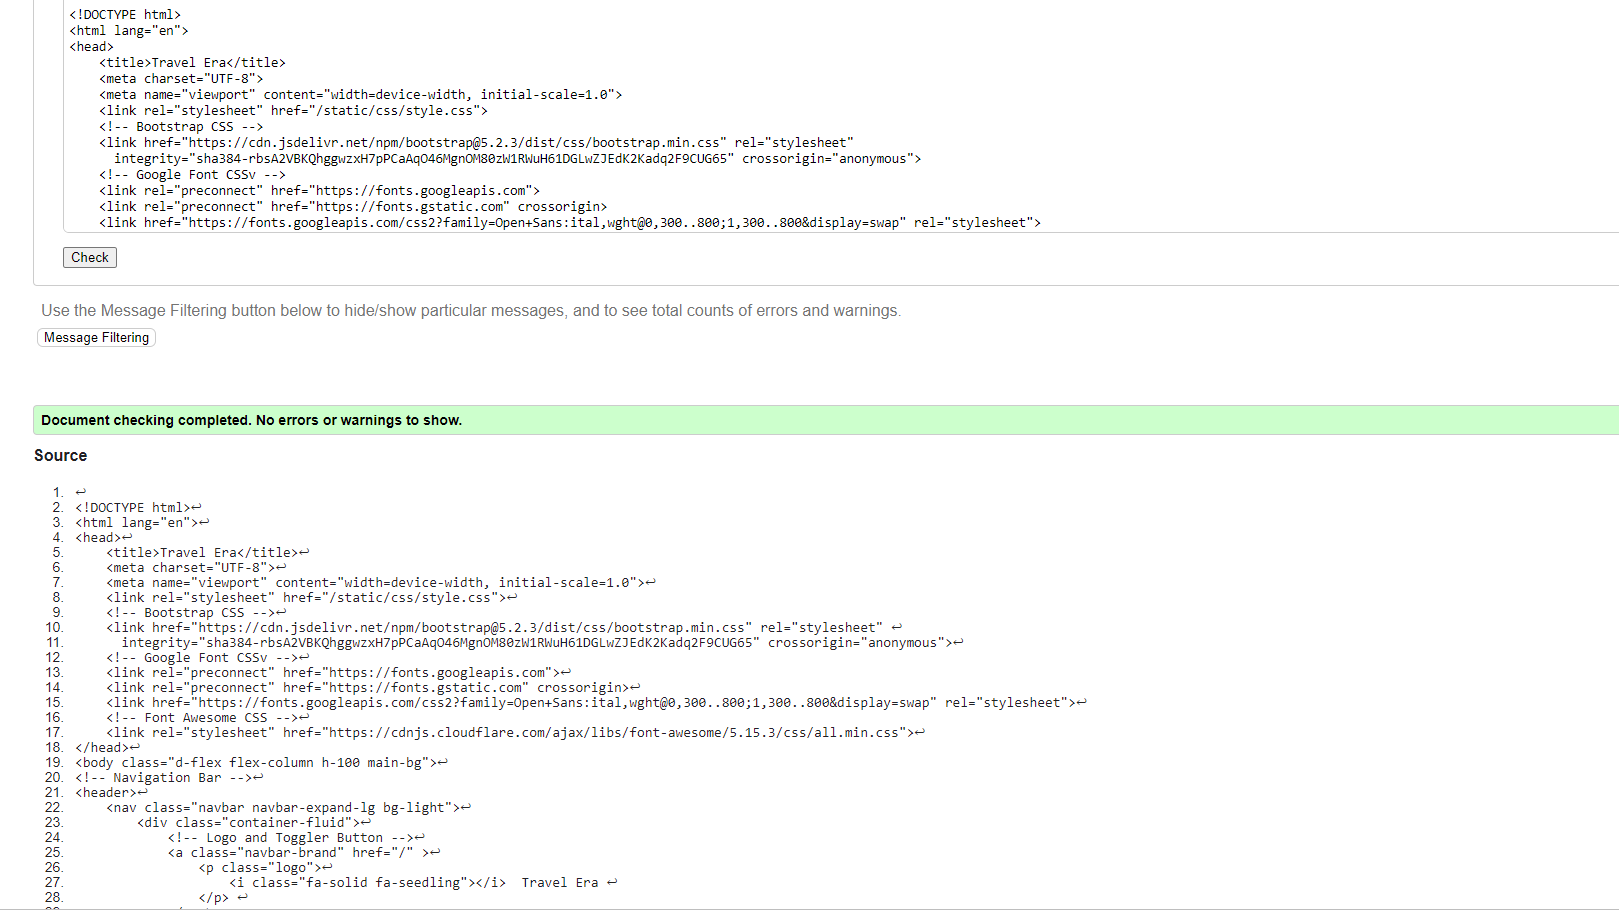 <!DOCTYPE html>
<html lang="en">
<head>
    <title>Travel Era</title>
    <meta charset="UTF-8">
    <meta name="viewport" content="width=device-width, initial-scale=1.0">
    <link rel="stylesheet" href="/static/css/style.css">
    <!-- Bootstrap CSS -->
    <link href="https://cdn.jsdelivr.net/npm/bootstrap@5.2.3/dist/css/bootstrap.min.css" rel="stylesheet"
      integrity="sha384-rbsA2VBKQhggwzxH7pPCaAqO46MgnOM80zW1RWuH61DGLwZJEdK2Kadq2F9CUG65" crossorigin="anonymous">
    <!-- Google Font CSSv -->
    <link rel="preconnect" href="https://fonts.googleapis.com">
    <link rel="preconnect" href="https://fonts.gstatic.com" crossorigin>
    <link href="https://fonts.googleapis.com/css2?family=Open+Sans:ital,wght@0,300..800;1,300..800&display=swap" rel="stylesheet">
Check
Use the Message Filtering button below to hide/show particular messages, and to see total counts of errors and warnings.
Message Filtering
Document checking completed. No errors or warnings to show.
Source
1. ↩
2. <!DOCTYPE html>↩
3. <html lang="en">↩
4. <head>↩
5.     <title>Travel Era</title>↩
6.     <meta charset="UTF-8">↩
7.     <meta name="viewport" content="width=device-width, initial-scale=1.0">↩
8.     <link rel="stylesheet" href="/static/css/style.css">↩
9.     <!-- Bootstrap CSS -->↩
10.     <link href="https://cdn.jsdelivr.net/npm/bootstrap@5.2.3/dist/css/bootstrap.min.css" rel="stylesheet" ↩
11.       integrity="sha384-rbsA2VBKQhggwzxH7pPCaAqO46MgnOM80zW1RWuH61DGLwZJEdK2Kadq2F9CUG65" crossorigin="anonymous">↩
12.     <!-- Google Font CSSv -->↩
13.     <link rel="preconnect" href="https://fonts.googleapis.com">↩
14.     <link rel="preconnect" href="https://fonts.gstatic.com" crossorigin>↩
15.     <link href="https://fonts.googleapis.com/css2?family=Open+Sans:ital,wght@0,300..800;1,300..800&display=swap" rel="stylesheet">↩
16.     <!-- Font Awesome CSS -->↩
17.     <link rel="stylesheet" href="https://cdnjs.cloudflare.com/ajax/libs/font-awesome/5.15.3/css/all.min.css">↩
18. </head>↩
19. <body class="d-flex flex-column h-100 main-bg">↩
20. <!-- Navigation Bar -->↩
21. <header>↩
22.     <nav class="navbar navbar-expand-lg bg-light">↩
23.         <div class="container-fluid">↩
24.             <!-- Logo and Toggler Button -->↩
25.             <a class="navbar-brand" href="/" >↩
26.                 <p class="logo">↩
27.                     <i class="fa-solid fa-seedling"></i>  Travel Era ↩
28.                 </p> ↩